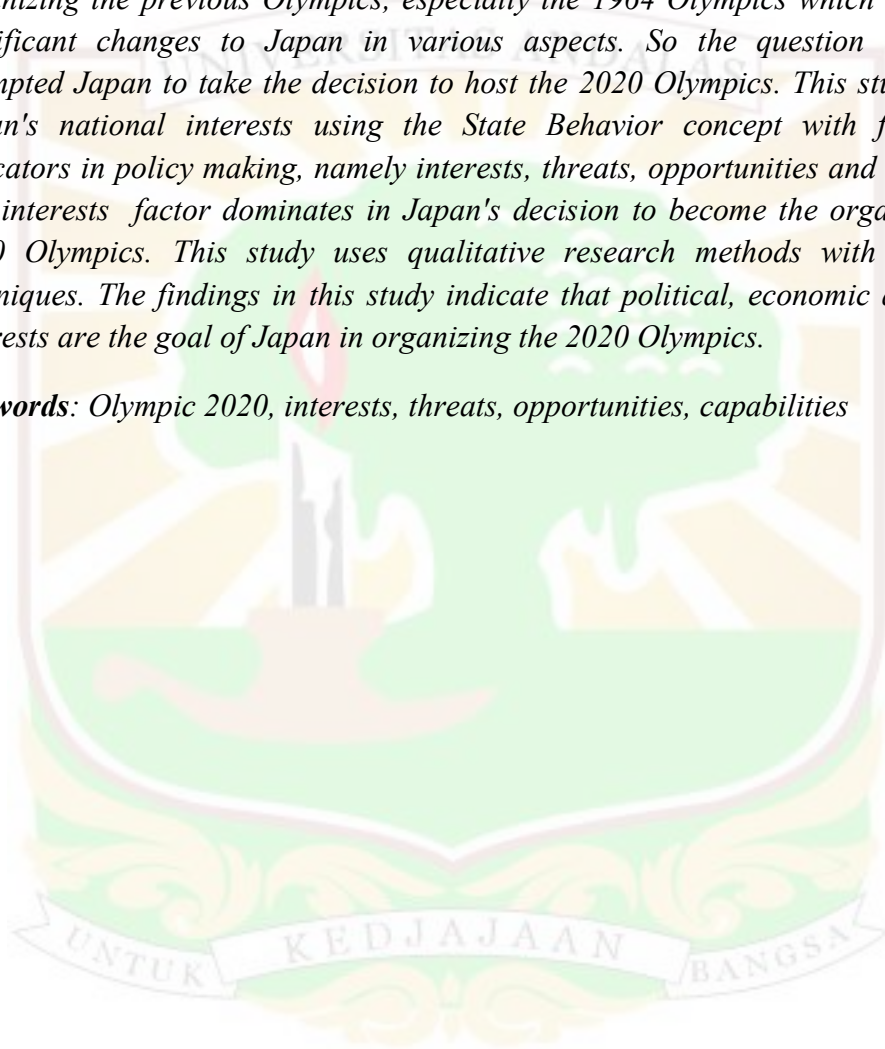 nizing the previous Olympics, especially the 1964 Olympics which
ificant changes to Japan in various aspects. So the question
mpted Japan to take the decision to host the 2020 Olympics. This stu
an's national interests using the State Behavior concept with f
cators in policy making, namely interests, threats, opportunities and
interests factor dominates in Japan's decision to become the orga
0 Olympics. This study uses qualitative research methods with
niques. The findings in this study indicate that political, economic
rests are the goal of Japan in organizing the 2020 Olympics.
words: Olympic 2020, interests, threats, opportunities, capabilities
UNIVERSITAS ANDALAS
UNTUK KEDJAJAAN BANGSA